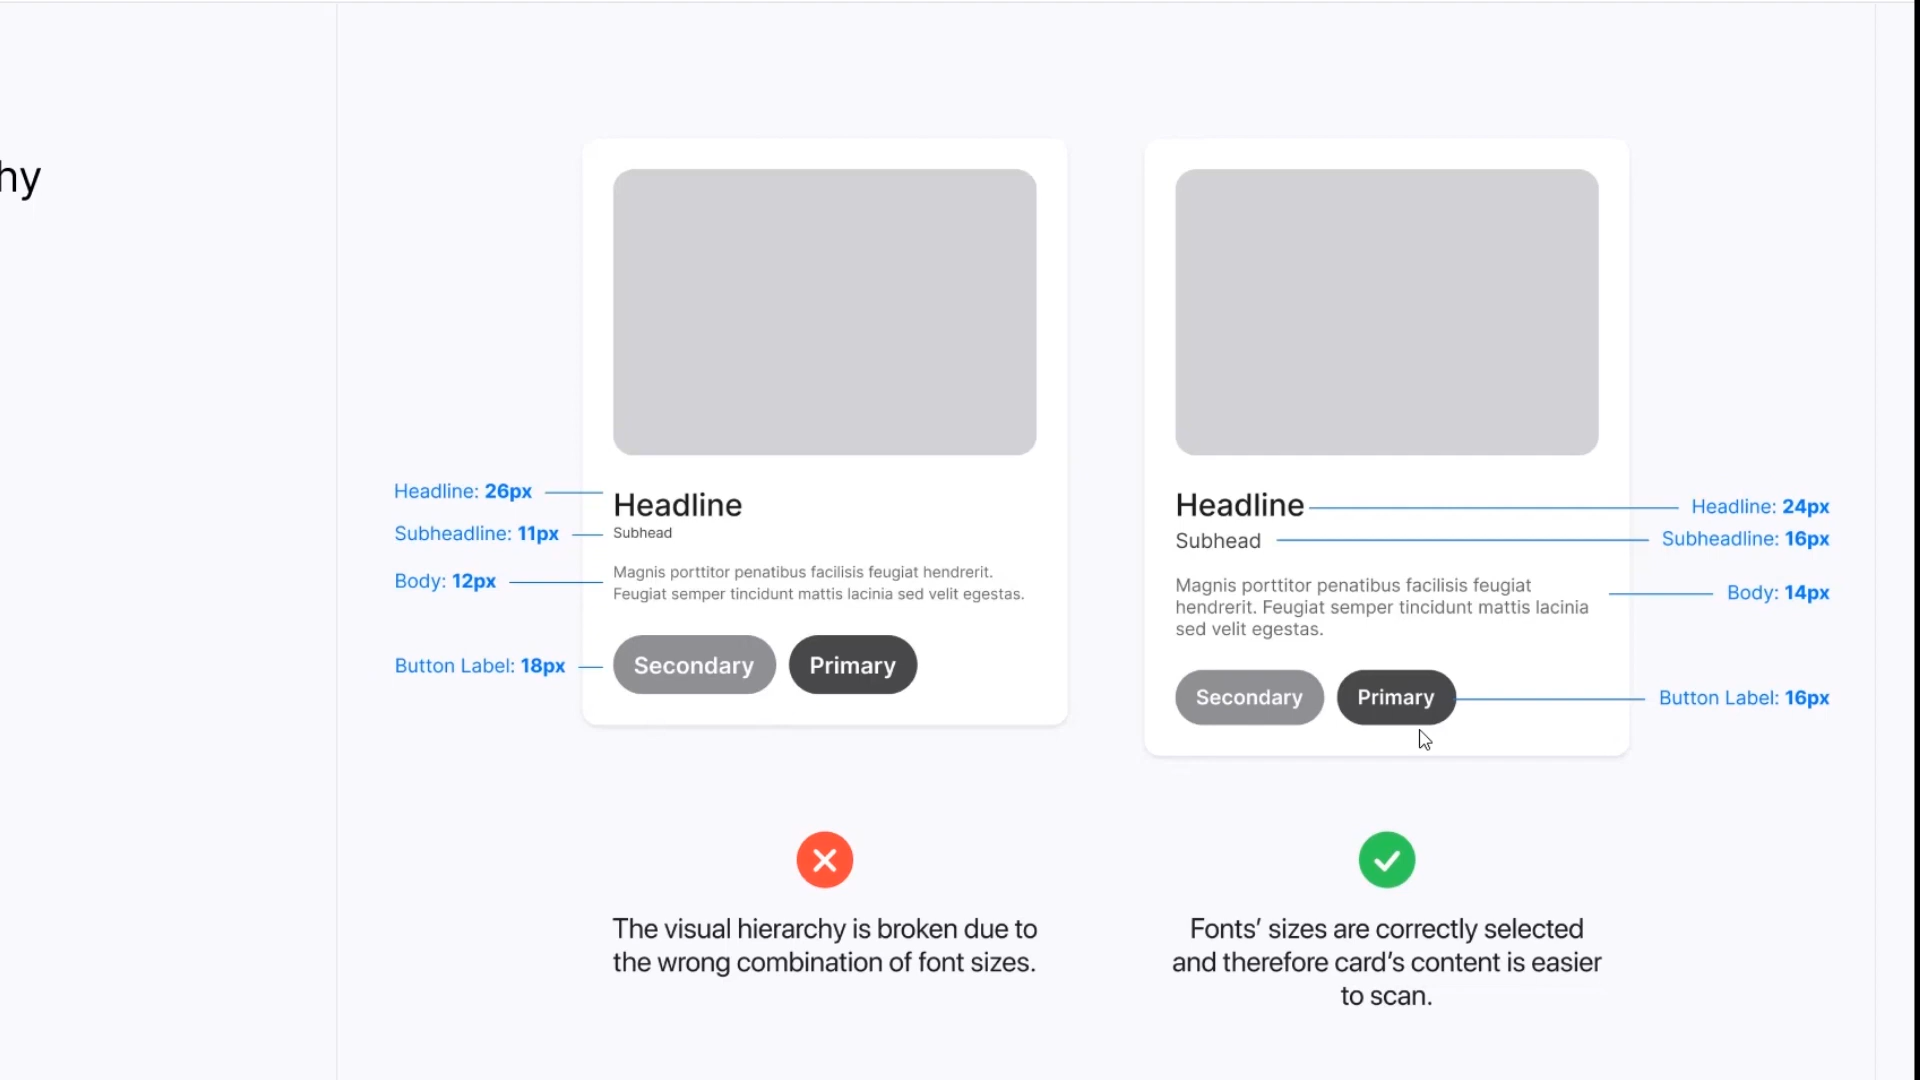 hy
Headline: 26px
Subheadline: 11px
Body: 12px
Button Label: 18px
Headline
Subhead
Magnis porttitor penatibus facilisis feugiat hendrerit.
Feugiat semper tincidunt mattis lacinia sed velit egestas.
Secondary
Primary
The visual hierarchy is broken due to
the wrong combination of font sizes.
Headline
Subhead
Magnis porttitor penatibus facilisis feugiat
hendrerit. Feugiat semper tincidunt mattis lacinia
sed velit egestas.
Secondary
Primary
Headline: 24px
Subheadline: 16px
Body: 14px
Button Label: 16px
Fonts’ sizes are correctly selected
and therefore card’s content is easier
to scan.